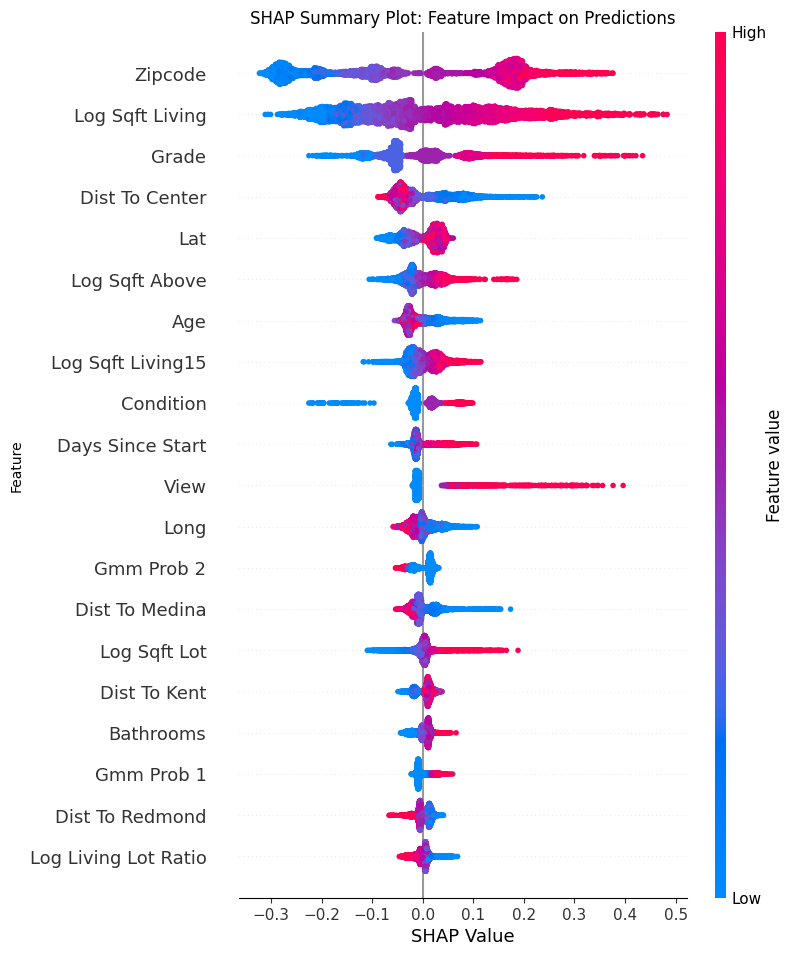 SHAP Summary Plot: Feature Impact on Predictions
High
Zipcode
Log Sqft Living
Grade
Dist To Center
Lat
Log Sqft Above
Age
Log Sqft Living15
Condition
Days Since Start
View
Long
Gmm Prob 2
Dist To Medina
Log Sqft Lot
Dist To Kent
Bathrooms
Gmm Prob 1
Dist To Redmond
Log Living Lot Ratio
Feature
Feature value
Low
−0.3 −0.2 −0.1 0.0 0.1 0.2 0.3 0.4 0.5
SHAP Value